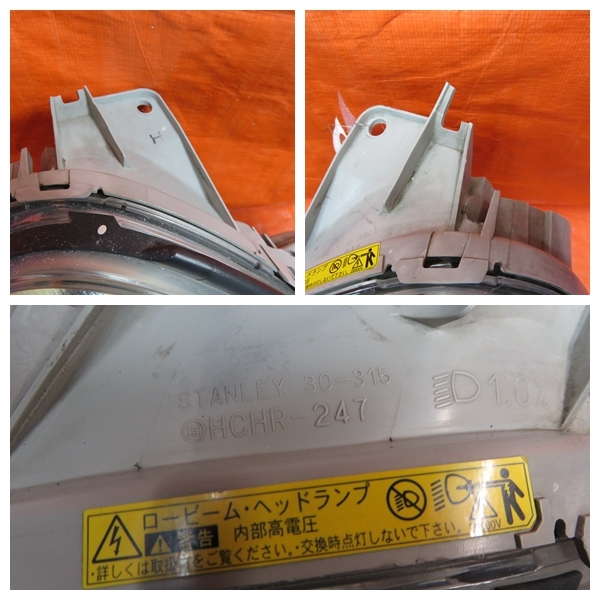 STANLEY 30-315
HCHR-247
1.0%
ロービーム・ヘッドランプ
警告 内部高電圧
・詳しくは取扱書をご覧ください。・交換時点灯しないで下さい。